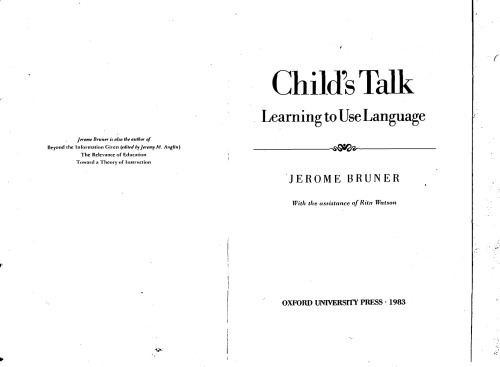 Jerome Bruner is also the author of
Beyond the Information Given (edited by Jeremy M. Anglin)
The Relevance of Education
Toward a Theory of Instruction
Child's Talk
Learning to Use Language
JEROME BRUNER
With the assistance of Rita Watson
OXFORD UNIVERSITY PRESS · 1983